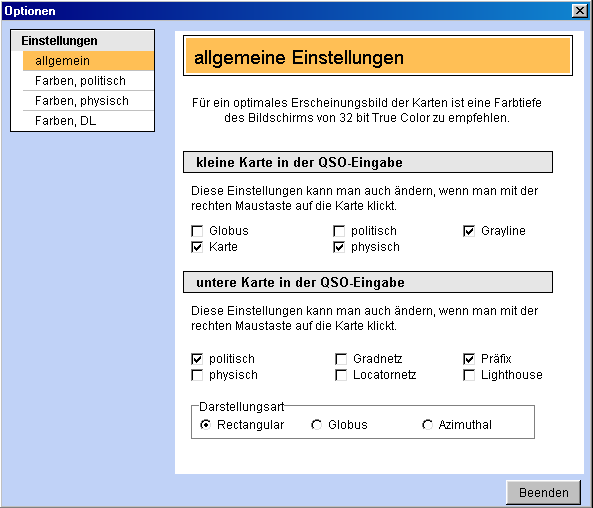 Optionen
Einstellungen
allgemein
Farben, politisch
Farben, physisch
Farben, DL
allgemeine Einstellungen
Für ein optimales Erscheinungsbild der Karten ist eine Farbtiefe
des Bildschirms von 32 bit True Color zu empfehlen.
kleine Karte in der QSO-Eingabe
Diese Einstellungen kann man auch ändern, wenn man mit der
rechten Maustaste auf die Karte klickt.
Globus politisch Grayline
Karte physisch
untere Karte in der QSO-Eingabe
Diese Einstellungen kann man auch ändern, wenn man mit der
rechten Maustaste auf die Karte klickt.
politisch Gradnetz Präfix
physisch Locatornetz Lighthouse
Darstellungsart
Rectangular Globus Azimuthal
Beenden